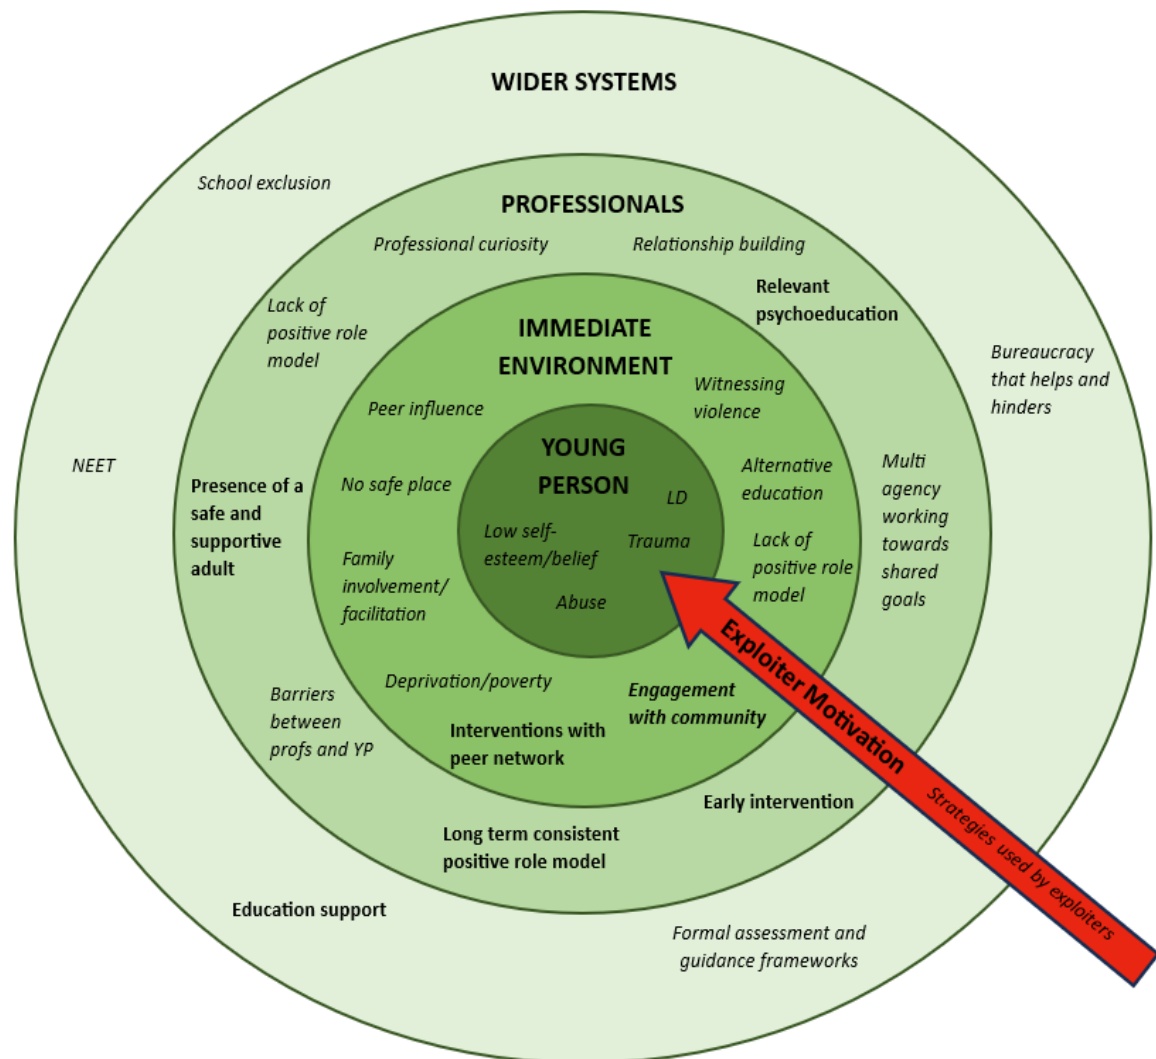 WIDER SYSTEMS
School exclusion
PROFESSIONALS
Professional curiosity
Relationship building
Lack of
positive role
model
Relevant
psychoeducation
IMMEDIATE
ENVIRONMENT
Bureaucracy
that helps and
hinders
Peer influence
Witnessing
violence
YOUNG
PERSON
NEET
Presence of a
safe and
supportive
adult
No safe place
LD
Alternative
education
Multi
agency
working
towards
shared
goals
Low self-
esteem/belief
Trauma
Lack of
positive role
model
Family
involvement/
facilitation
Abuse
Exploiter Motivation
Strategies used by exploiters
Deprivation/poverty
Engagement
with community
Barriers
between
profs and YP
Interventions with
peer network
Early intervention
Long term consistent
positive role model
Education support
Formal assessment and
guidance frameworks